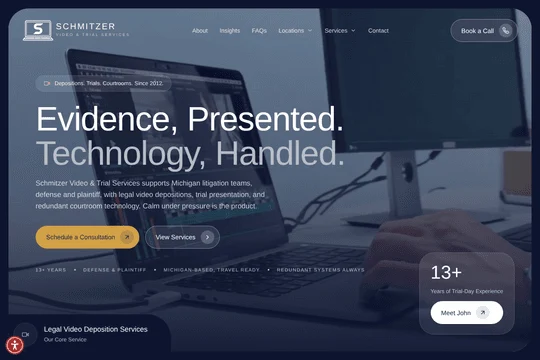 S
SCHMITZER
VIDEO & TRIAL SERVICES
About
Insights
FAQs
Locations
Services
Contact
Book a Call
Depositions. Trials. Courtrooms. Since 2012.
Evidence, Presented.
Technology, Handled.
Schmitzer Video & Trial Services supports Michigan litigation teams,
defense and plaintiff, with legal video depositions, trial presentation, and
redundant courtroom technology. Calm under pressure is the product.
Schedule a Consultation
View Services
13+ YEARS • DEFENSE & PLAINTIFF • MICHIGAN-BASED, TRAVEL READY • REDUNDANT SYSTEMS ALWAYS
13+
Years of Trial-Day Experience
Meet John
Legal Video Deposition Services
Our Core Service